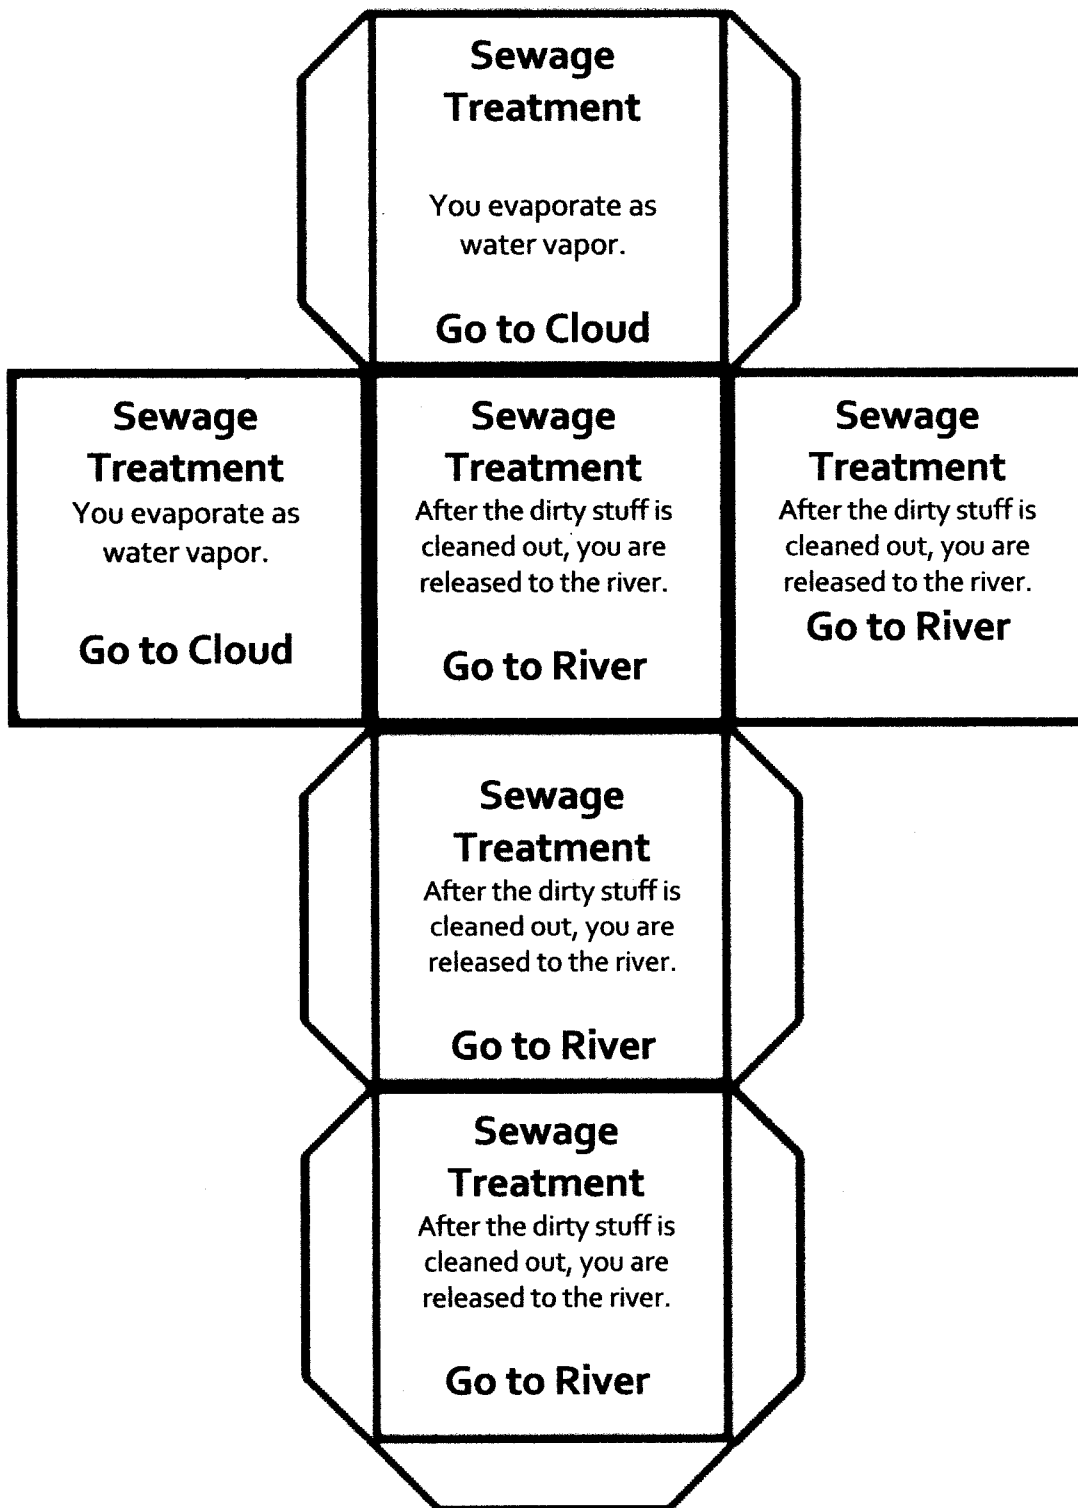 Sewage
Treatment
You evaporate as
water vapor.
Go to Cloud
Sewage
Treatment
You evaporate as
water vapor.
Go to Cloud
Sewage
Treatment
After the dirty stuff is
cleaned out, you are
released to the river.
Go to River
Sewage
Treatment
After the dirty stuff is
cleaned out, you are
released to the river.
Go to River
Sewage
Treatment
After the dirty stuff is
cleaned out, you are
released to the river.
Go to River
Sewage
Treatment
After the dirty stuff is
cleaned out, you are
released to the river.
Go to River